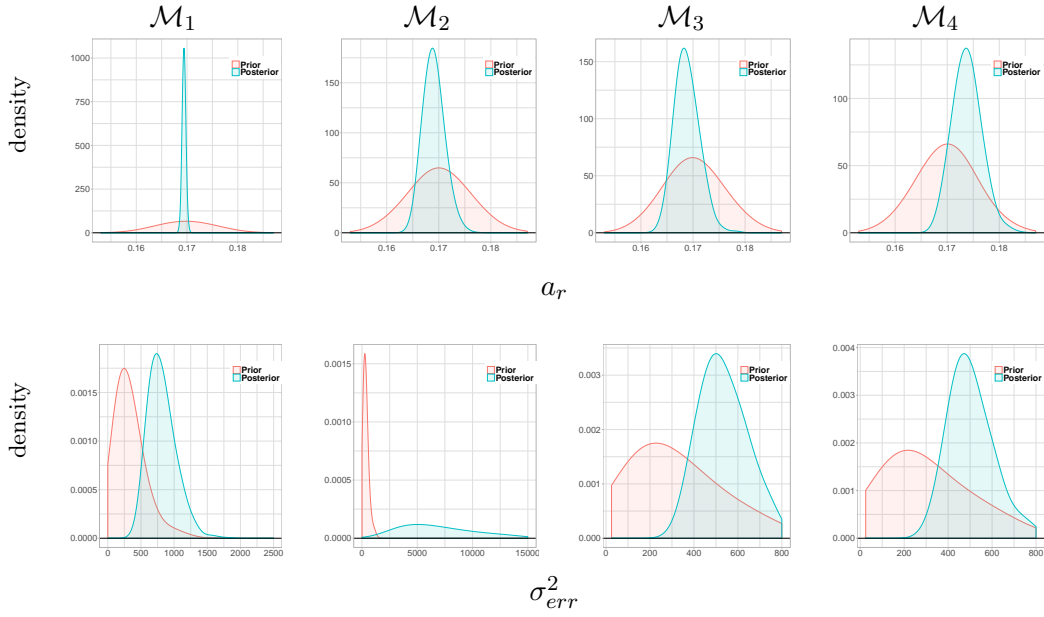 M₁ M₂ M₃ M₄
density
1000
750
500
250
0
0.16 0.17 0.18
Prior
Posterior
150
100
50
0
0.16 0.17 0.18
Prior
Posterior
150
100
50
0
0.16 0.17 0.18
Prior
Posterior
100
50
0
0.16 0.17 0.18
Prior
Posterior
a_r
density
0.0015
0.0010
0.0005
0.0000
0 500 1000 1500 2000 2500
Prior
Posterior
0.0015
0.0010
0.0005
0.0000
0 5000 10000 15000
Prior
Posterior
0.003
0.002
0.001
0.000
0 200 400 600 800
Prior
Posterior
0.004
0.003
0.002
0.001
0.000
0 200 400 600 800
Prior
Posterior
σ²_err